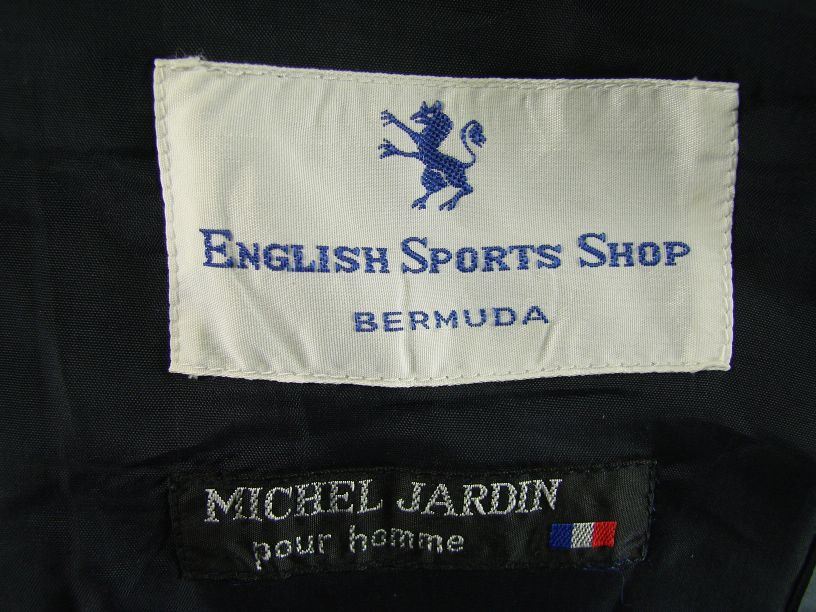 ENGLISH SPORTS SHOP
BERMUDA
MICHEL JARDIN
pour homme